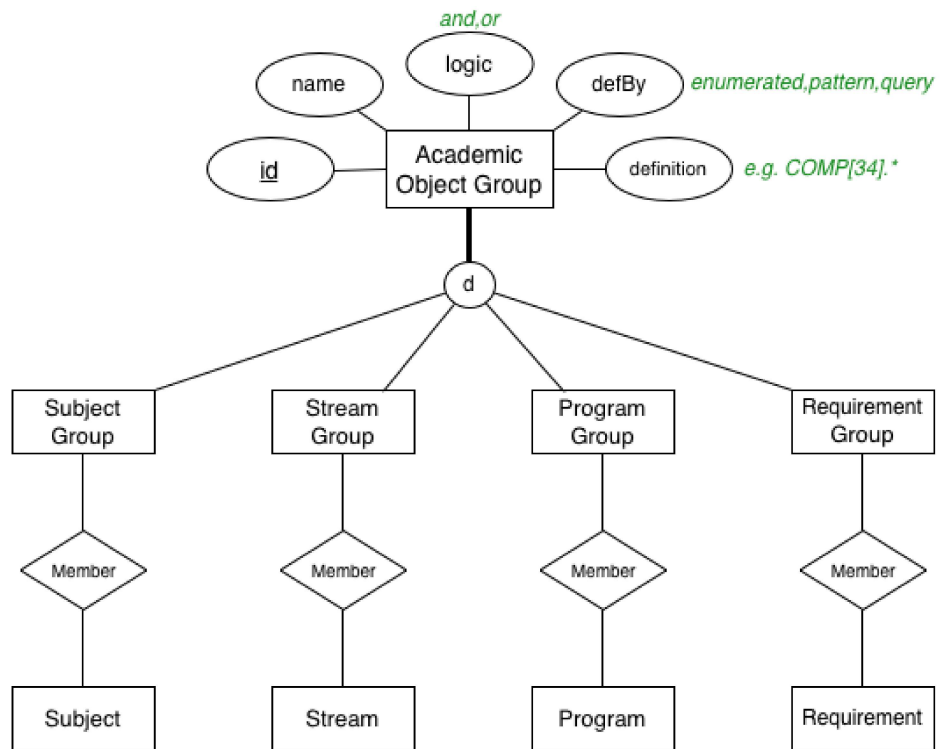 and,or
logic
name
defBy
enumerated,pattern,query
id
Academic
Object Group
definition
e.g. COMP[34].*
d
Subject
Group
Stream
Group
Program
Group
Requirement
Group
Member
Member
Member
Member
Subject
Stream
Program
Requirement